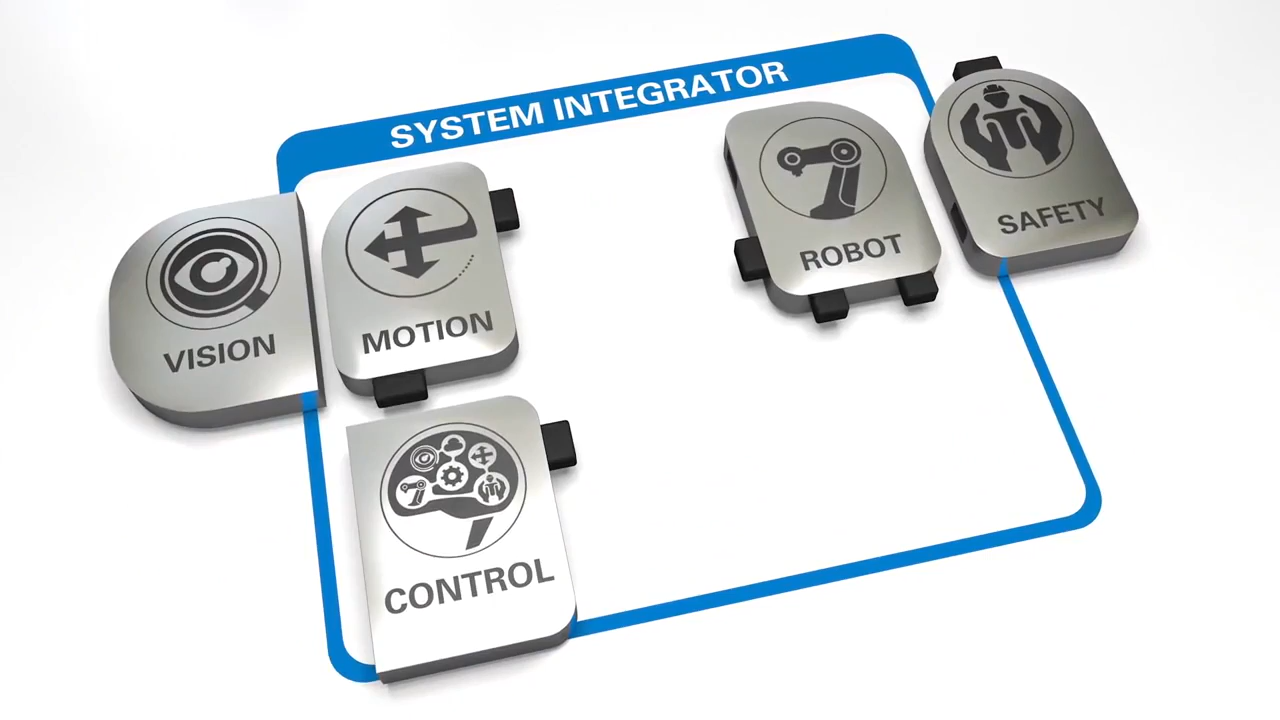 SYSTEM INTEGRATOR
VISION
MOTION
ROBOT
SAFETY
CONTROL